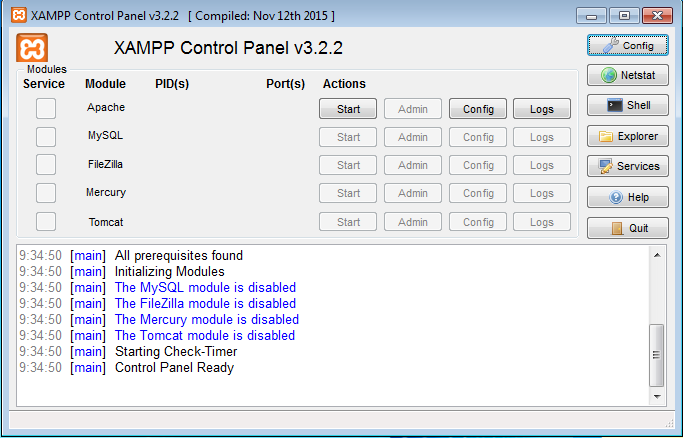 XAMPP Control Panel v3.2.2 [ Compiled: Nov 12th 2015 ]
XAMPP Control Panel v3.2.2
Config
Modules
Service Module PID(s) Port(s) Actions
Netstat
Apache Start Admin Config Logs
Shell
MySQL Start Admin Config Logs
Explorer
FileZilla Start Admin Config Logs
Services
Mercury Start Admin Config Logs
Help
Tomcat Start Admin Config Logs
Quit
9:34:50 [main] All prerequisites found
9:34:50 [main] Initializing Modules
9:34:50 [main] The MySQL module is disabled
9:34:50 [main] The FileZilla module is disabled
9:34:50 [main] The Mercury module is disabled
9:34:50 [main] The Tomcat module is disabled
9:34:50 [main] Starting Check-Timer
9:34:50 [main] Control Panel Ready